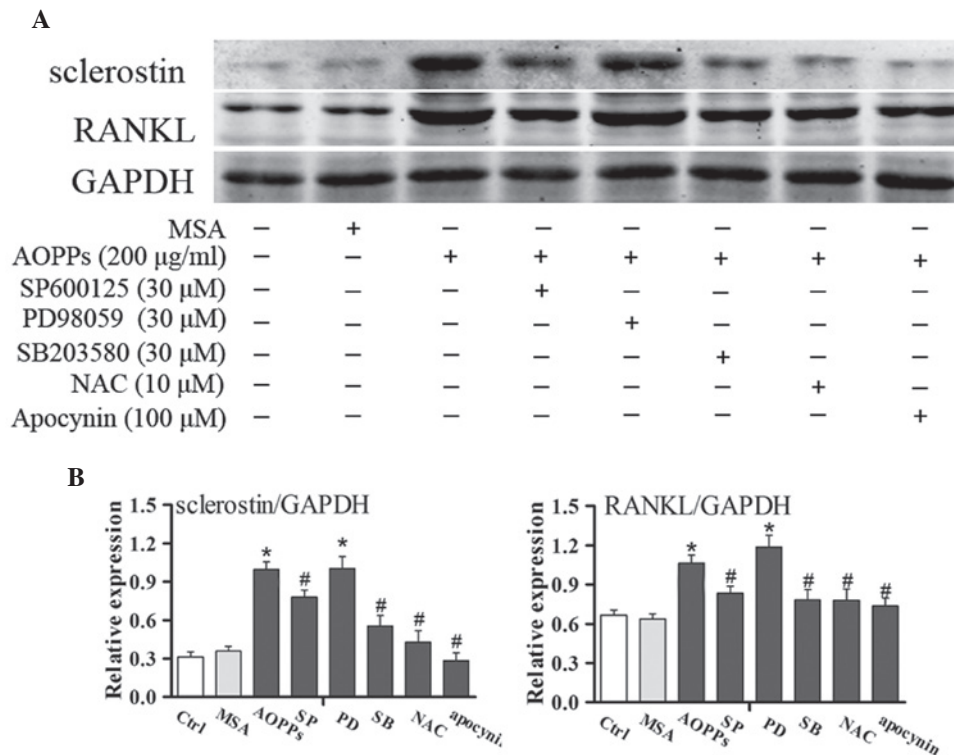 A
sclerostin
RANKL
GAPDH
MSA − + − − − − − −
AOPPs (200 μg/ml) − − + + + + + +
SP600125 (30 μM) − − − + − − − −
PD98059 (30 μM) − − − − + − − −
SB203580 (30 μM) − − − − − + − −
NAC (10 μM) − − − − − − + −
Apocynin (100 μM) − − − − − − − +
B
sclerostin/GAPDH
Relative expression
1.5
1.2
0.9
0.6
0.3
0.0
* # * # # #
Ctrl MSA AOPPs SP PD SB NAC apocynin
RANKL/GAPDH
Relative expression
1.5
1.2
0.9
0.6
0.3
0.0
* # * # # #
Ctrl MSA AOPPs SP PD SB NAC apocynin